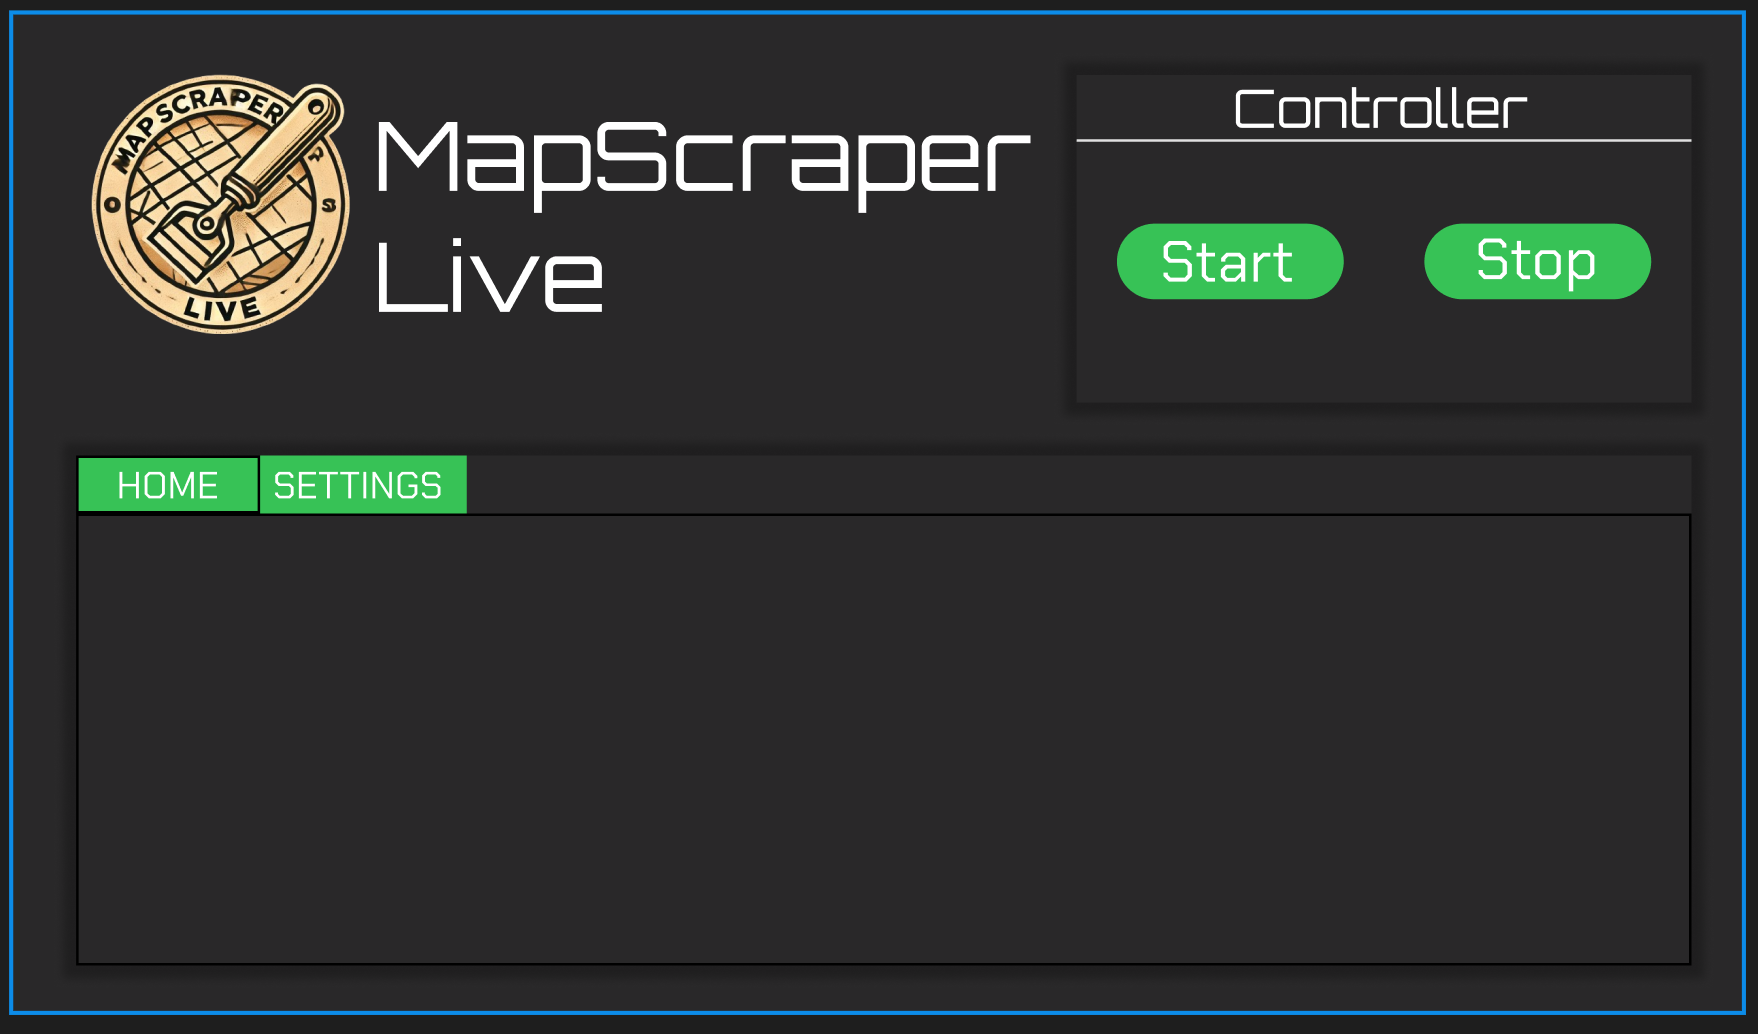 MAPSCRAPER
O
S
LIVE
MapScraper
Live
Controller
Start
Stop
HOME
SETTINGS